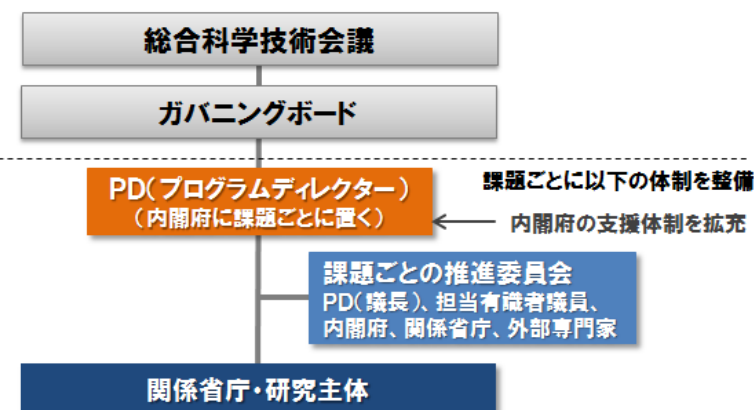 総合科学技術会議
ガバニングボード
PD(プログラムディレクター)
(内閣府に課題ごとに置く)
課題ごとに以下の体制を整備
内閣府の支援体制を拡充
課題ごとの推進委員会
PD(議長)、担当有識者議員、
内閣府、関係省庁、外部専門家
関係省庁・研究主体